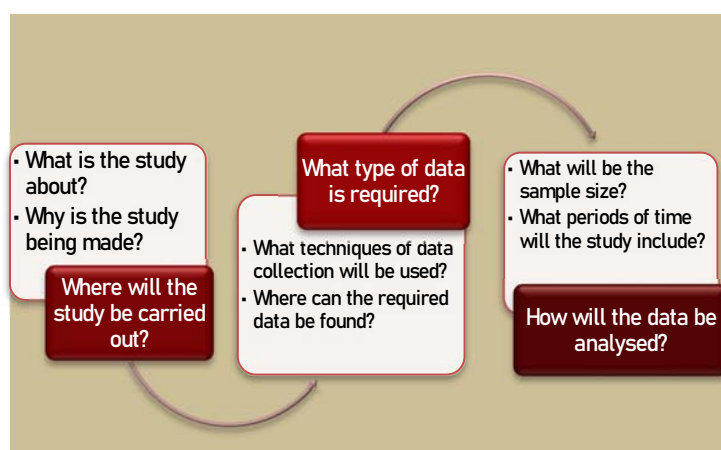 · What is the study
about?
· Why is the study
being made?
Where will the
study be carried
out?
What type of data
is required?
· What techniques of data
collection will be used?
· Where can the required
data be found?
· What will be the
sample size?
· What periods of time
will the study include?
How will the data be
analysed?